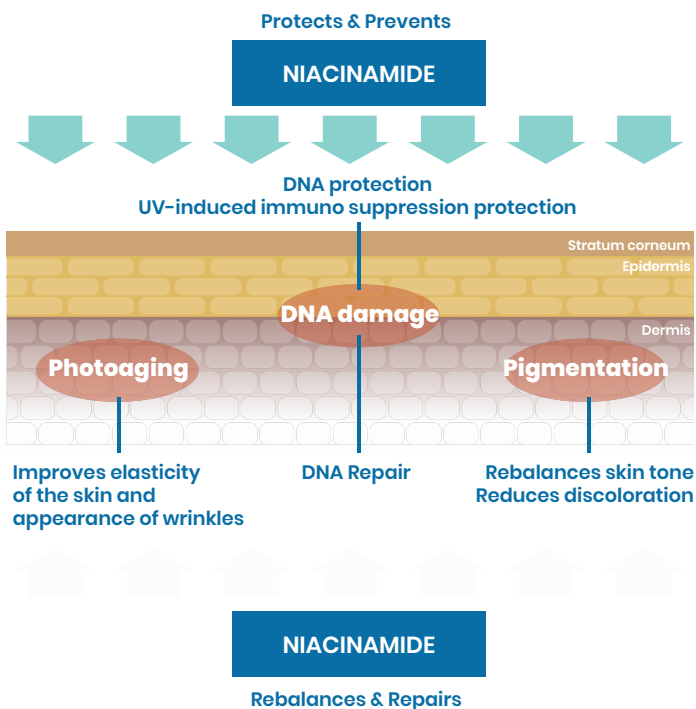 Protects & Prevents
NIACINAMIDE
DNA protection
UV-induced immuno suppression protection
Stratum corneum
Epidermis
DNA damage
Dermis
Photoaging
Pigmentation
Improves elasticity
of the skin and
appearance of wrinkles
DNA Repair
Rebalances skin tone
Reduces discoloration
NIACINAMIDE
Rebalances & Repairs